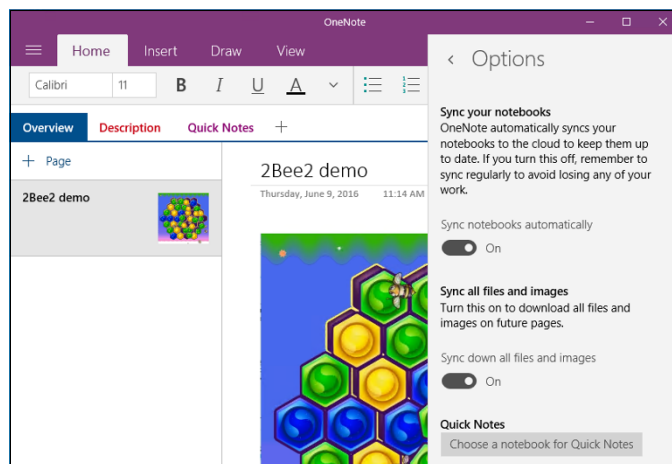 OneNote
Home Insert Draw View
Options
Calibri 11 B I U A
Sync your notebooks
OneNote automatically syncs your
notebooks to the cloud to keep them up
to date. If you turn this off, remember to
sync regularly to avoid losing any of your
work.
Overview Description Quick Notes
Page
2Bee2 demo
2Bee2 demo
Thursday, June 9, 2016 11:14 AM
Sync notebooks automatically
On
Sync all files and images
Turn this on to download all files and
images on future pages.
Sync down all files and images
On
Quick Notes
Choose a notebook for Quick Notes